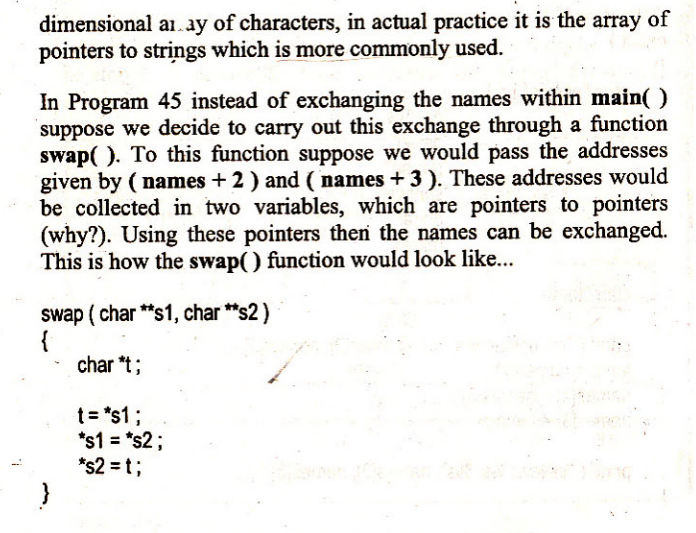 dimensional of characters, in actual practice it is the array of
pointers to strings which is more commonly used.
In Program 45 instead of exchanging the names within main( )
suppose we decide to carry out this exchange through a function
swap( ). To this function suppose we would pass the addresses
given by ( names + 2 ) and ( names + 3 ). These addresses would
be collected in two variables, which are pointers to pointers
(why?). Using these pointers then the names can be exchanged.
This is how the swap( ) function would look like...
swap ( char **s1, char **s2 )
{
char *t ;
t = *s1 ;
*s1 = *s2 ;
*s2 = t ;
}